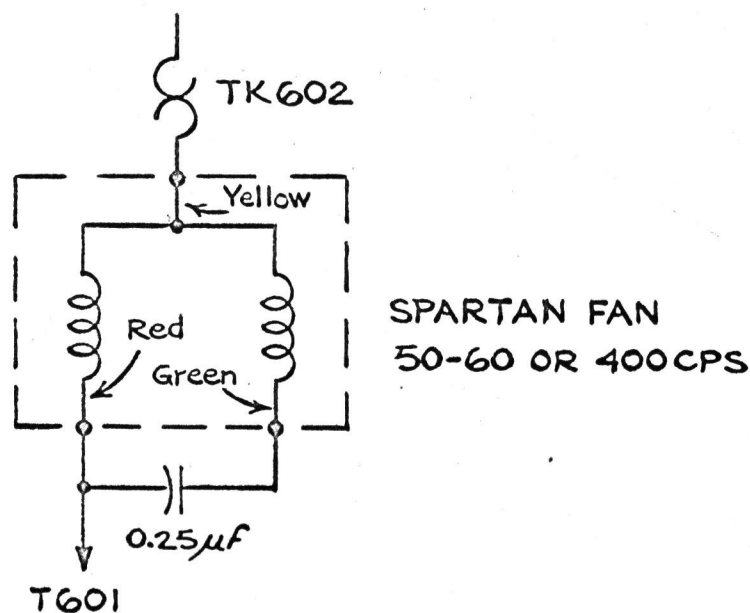 TK602
Yellow
SPARTAN FAN
Red
50-60 OR 400CPS
Green
0.25μf
T601